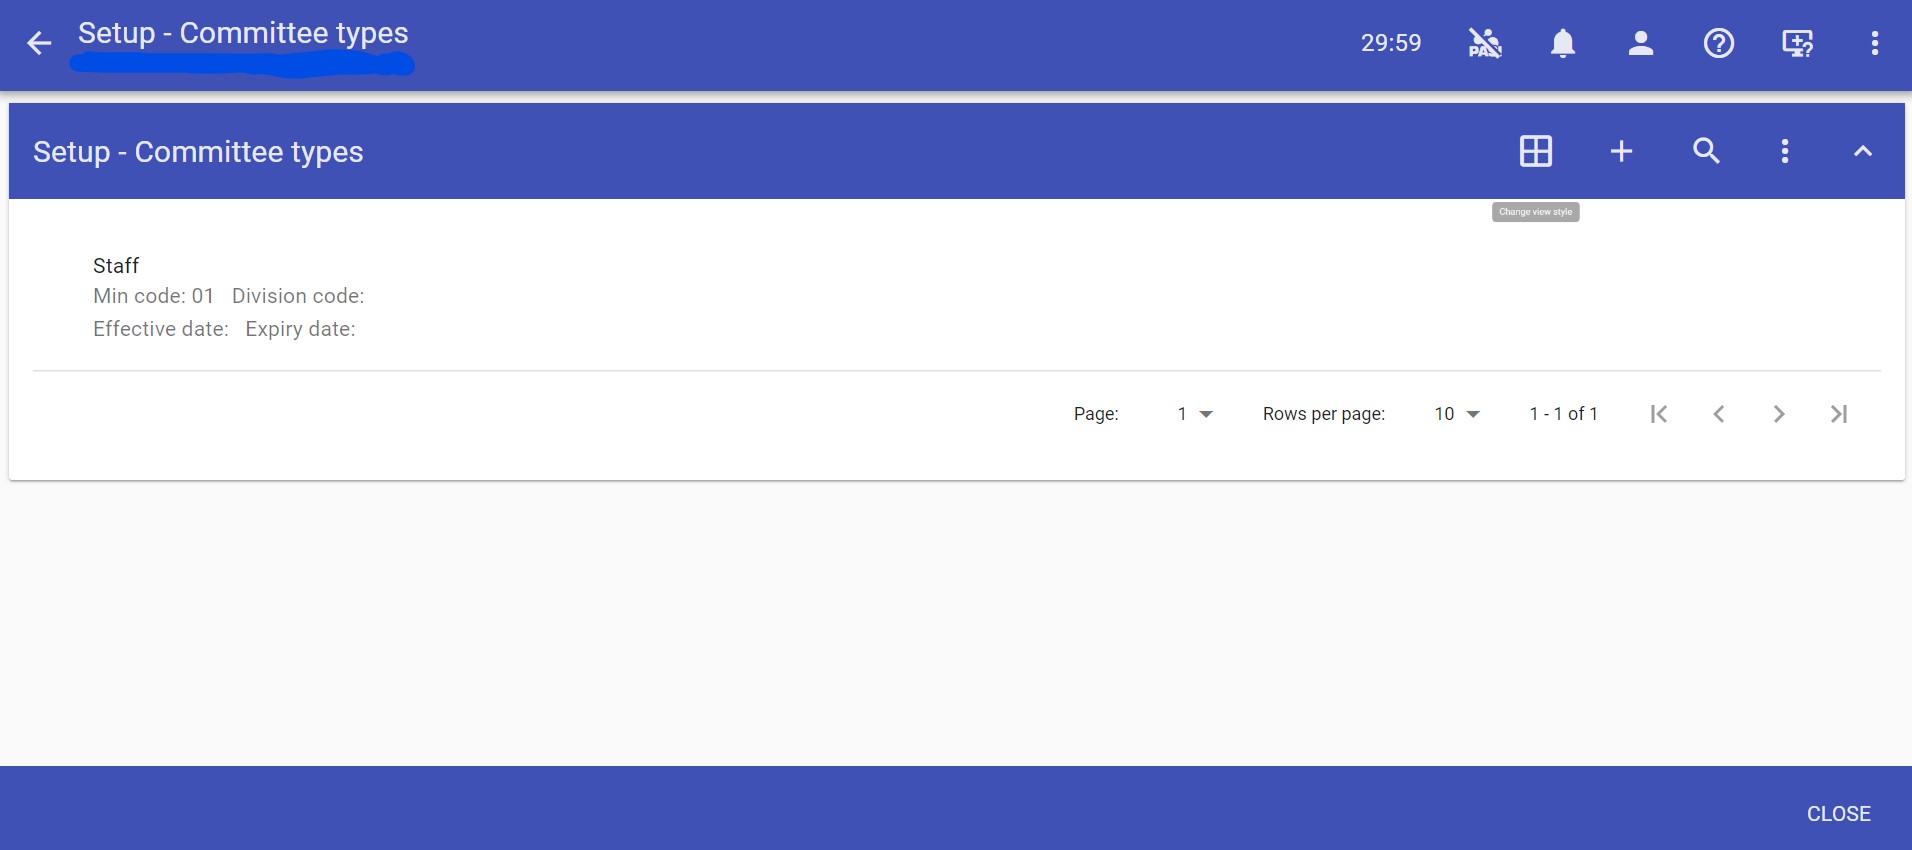 Setup - Committee types
29:59
Setup - Committee types
Change view style
Staff
Min code: 01 Division code:
Effective date: Expiry date:
Page: 1 Rows per page: 10 1 - 1 of 1
CLOSE